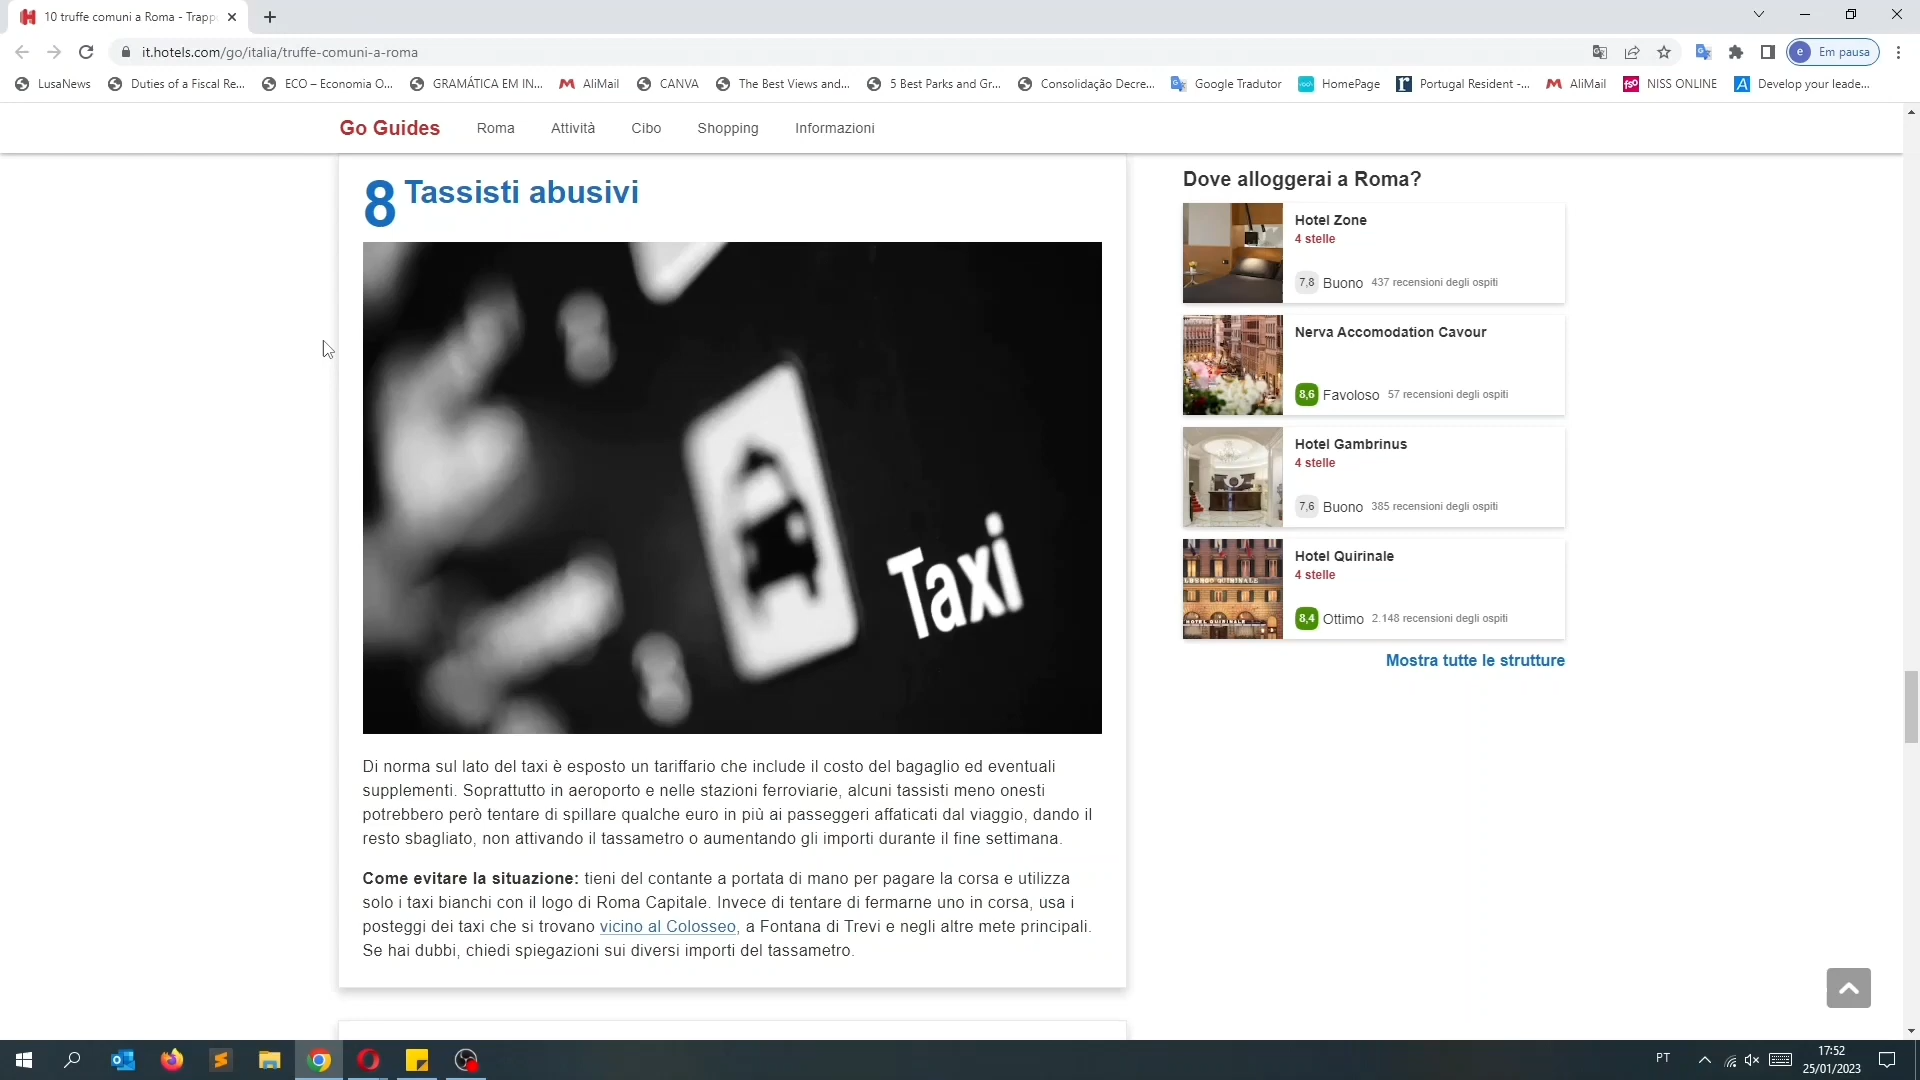 10 truffe comuni a Roma - Trapp
it.hotels.com/go/italia/truffe-comuni-a-roma
Em pausa
LusaNews
Duties of a Fiscal Re...
ECO – Economia O...
GRAMÁTICA EM IN...
AliMail
CANVA
The Best Views and...
5 Best Parks and Gr...
Consolidação Decre...
Google Tradutor
HomePage
Portugal Resident -...
AliMail
NISS ONLINE
Develop your leade...
Go Guides
Roma
Attività
Cibo
Shopping
Informazioni
8 Tassisti abusivi
Taxi
Di norma sul lato del taxi è esposto un tariffario che include il costo del bagaglio ed eventuali
supplementi. Soprattutto in aeroporto e nelle stazioni ferroviarie, alcuni tassisti meno onesti
potrebbero però tentare di spillare qualche euro in più ai passeggeri affaticati dal viaggio, dando il
resto sbagliato, non attivando il tassametro o aumentando gli importi durante il fine settimana.
Come evitare la situazione: tieni del contante a portata di mano per pagare la corsa e utilizza
solo i taxi bianchi con il logo di Roma Capitale. Invece di tentare di fermarne uno in corsa, usa i
posteggi dei taxi che si trovano vicino al Colosseo, a Fontana di Trevi e negli altre mete principali.
Se hai dubbi, chiedi spiegazioni sui diversi importi del tassametro.
Dove alloggerai a Roma?
Hotel Zone
4 stelle
7,8 Buono 437 recensioni degli ospiti
Nerva Accomodation Cavour
8,6 Favoloso 57 recensioni degli ospiti
Hotel Gambrinus
4 stelle
7,6 Buono 385 recensioni degli ospiti
Hotel Quirinale
4 stelle
8,4 Ottimo 2.148 recensioni degli ospiti
Mostra tutte le strutture
PT
17:52
25/01/2023